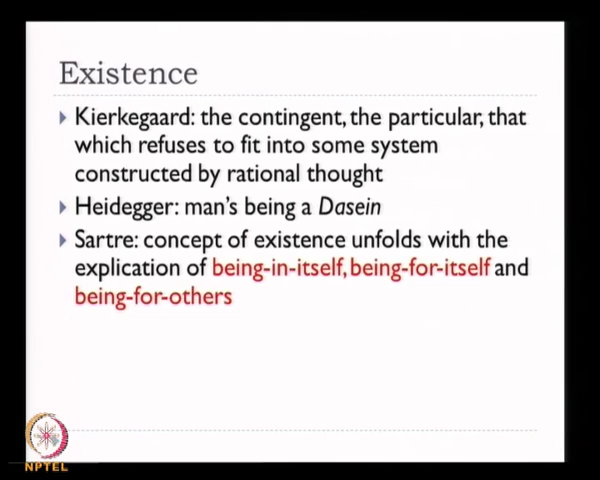 Existence
Kierkegaard: the contingent, the particular, that
which refuses to fit into some system
constructed by rational thought
Heidegger: man's being a Dasein
Sartre: concept of existence unfolds with the
explication of being-in-itself, being-for-itself and
being-for-others
NPTEL